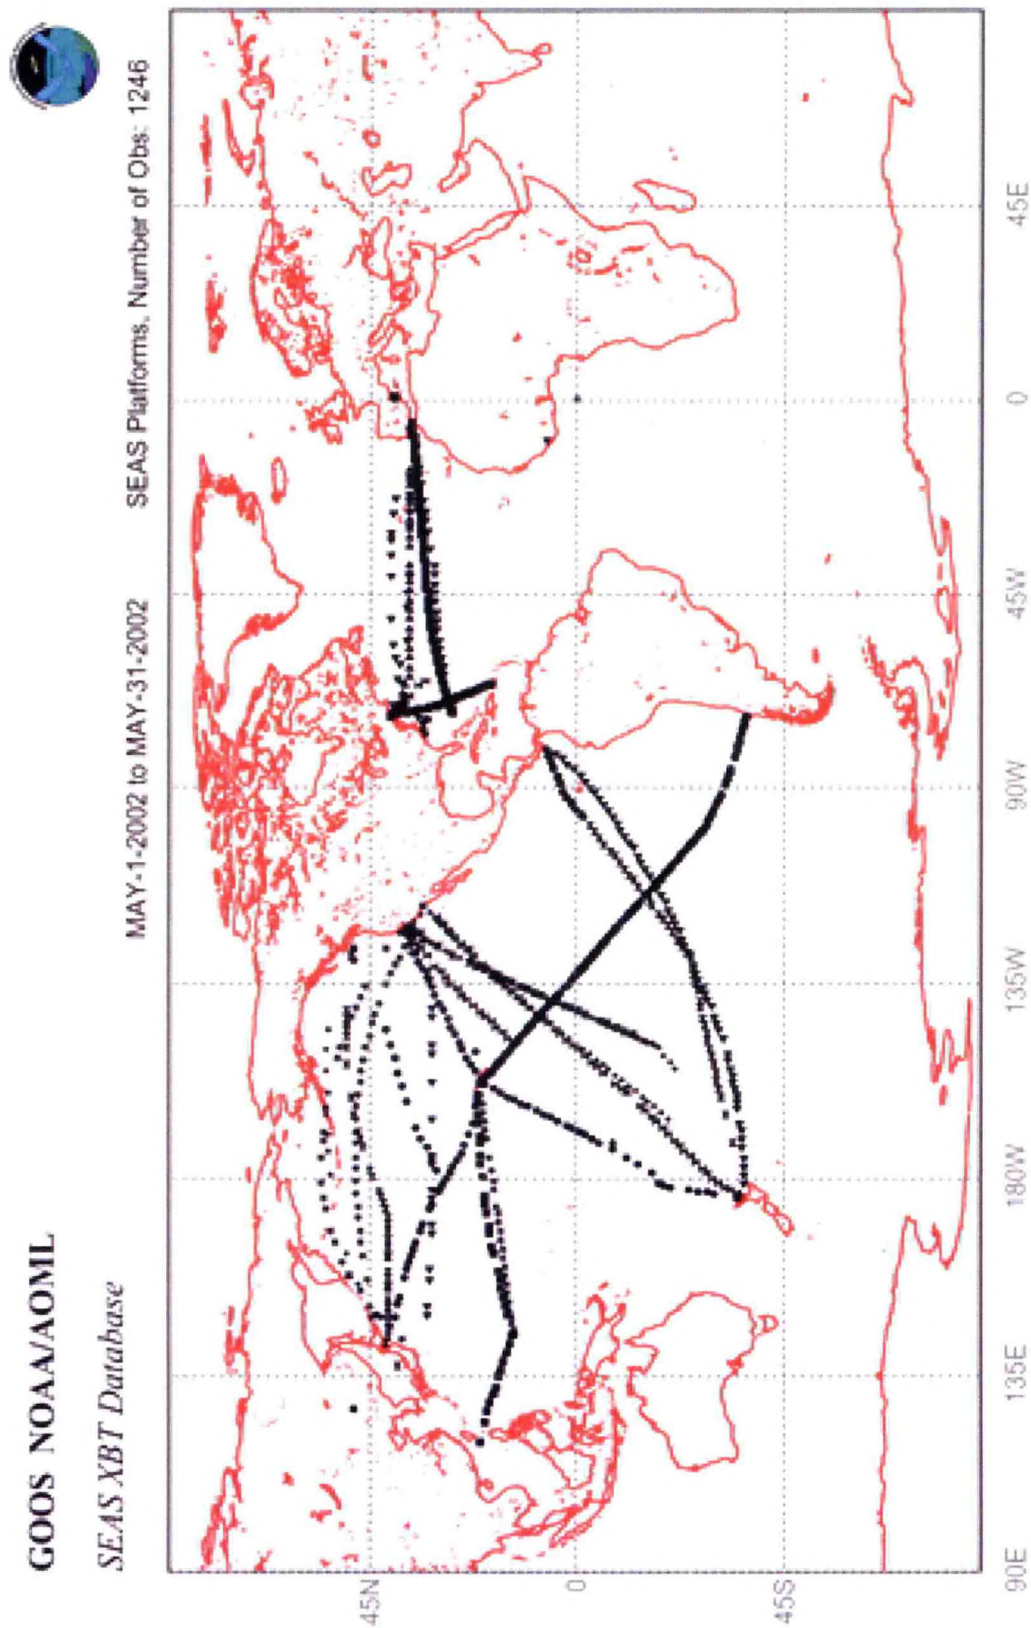 GOOS NOAA/AOML
SEAS XBT Database
MAY-1-2002 to MAY-31-2002
SEAS Platforms, Number of Obs: 1246
45N
0
45S
90E
135E
180W
135W
90W
45W
0
45E